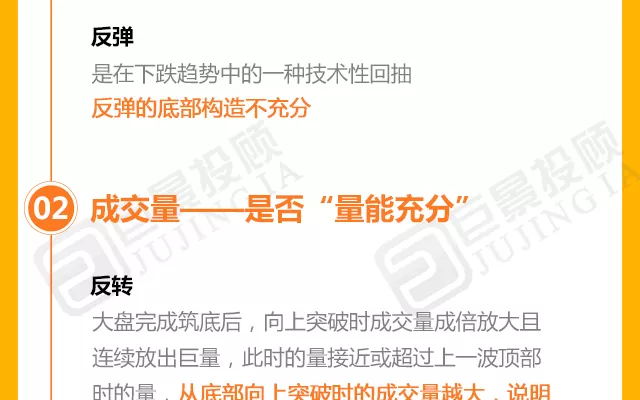 反弹
是在下跌趋势中的一种技术性回抽
反弹的底部构造不充分
02 成交量——是否“量能充分”
反转
大盘完成筑底后，向上突破时成交量成倍放大且
连续放出巨量，此时的量接近或超过上一波顶部
时的量，从底部向上突破时的成交量越大，说明
巨景投顾
JUJING JIA
巨景投顾
JUJINGJIA